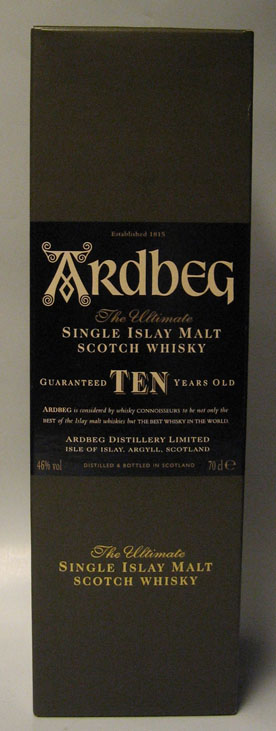 Established 1815
ARDBEG
The Ultimate
SINGLE ISLAY MALT
SCOTCH WHISKY
GUARANTEED TEN YEARS OLD
ARDBEG is considered by whisky CONNOISSEURS to be not only the
BEST of the Islay malt whiskies but THE BEST WHISKY IN THE WORLD.
ARDBEG DISTILLERY LIMITED
ISLE OF ISLAY, ARGYLL, SCOTLAND
46% vol DISTILLED & BOTTLED IN SCOTLAND 70 cl ℮
The Ultimate
SINGLE ISLAY MALT
SCOTCH WHISKY